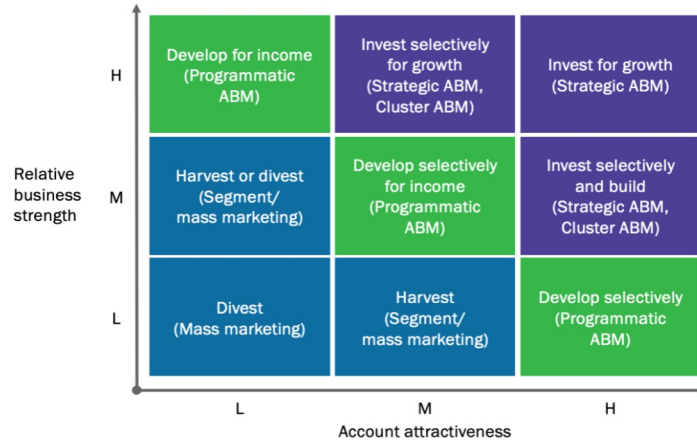 Develop for income
(Programmatic
ABM)
Invest selectively
for growth
(Strategic ABM,
Cluster ABM)
Invest for growth
(Strategic ABM)
H
Relative
business
strength
Harvest or divest
(Segment/
mass marketing)
Develop selectively
for income
(Programmatic
ABM)
Invest selectively
and build
(Strategic ABM,
Cluster ABM)
M
Divest
(Mass marketing)
Harvest
(Segment/
mass marketing)
Develop selectively
(Programmatic
ABM)
L
L
M
H
Account attractiveness